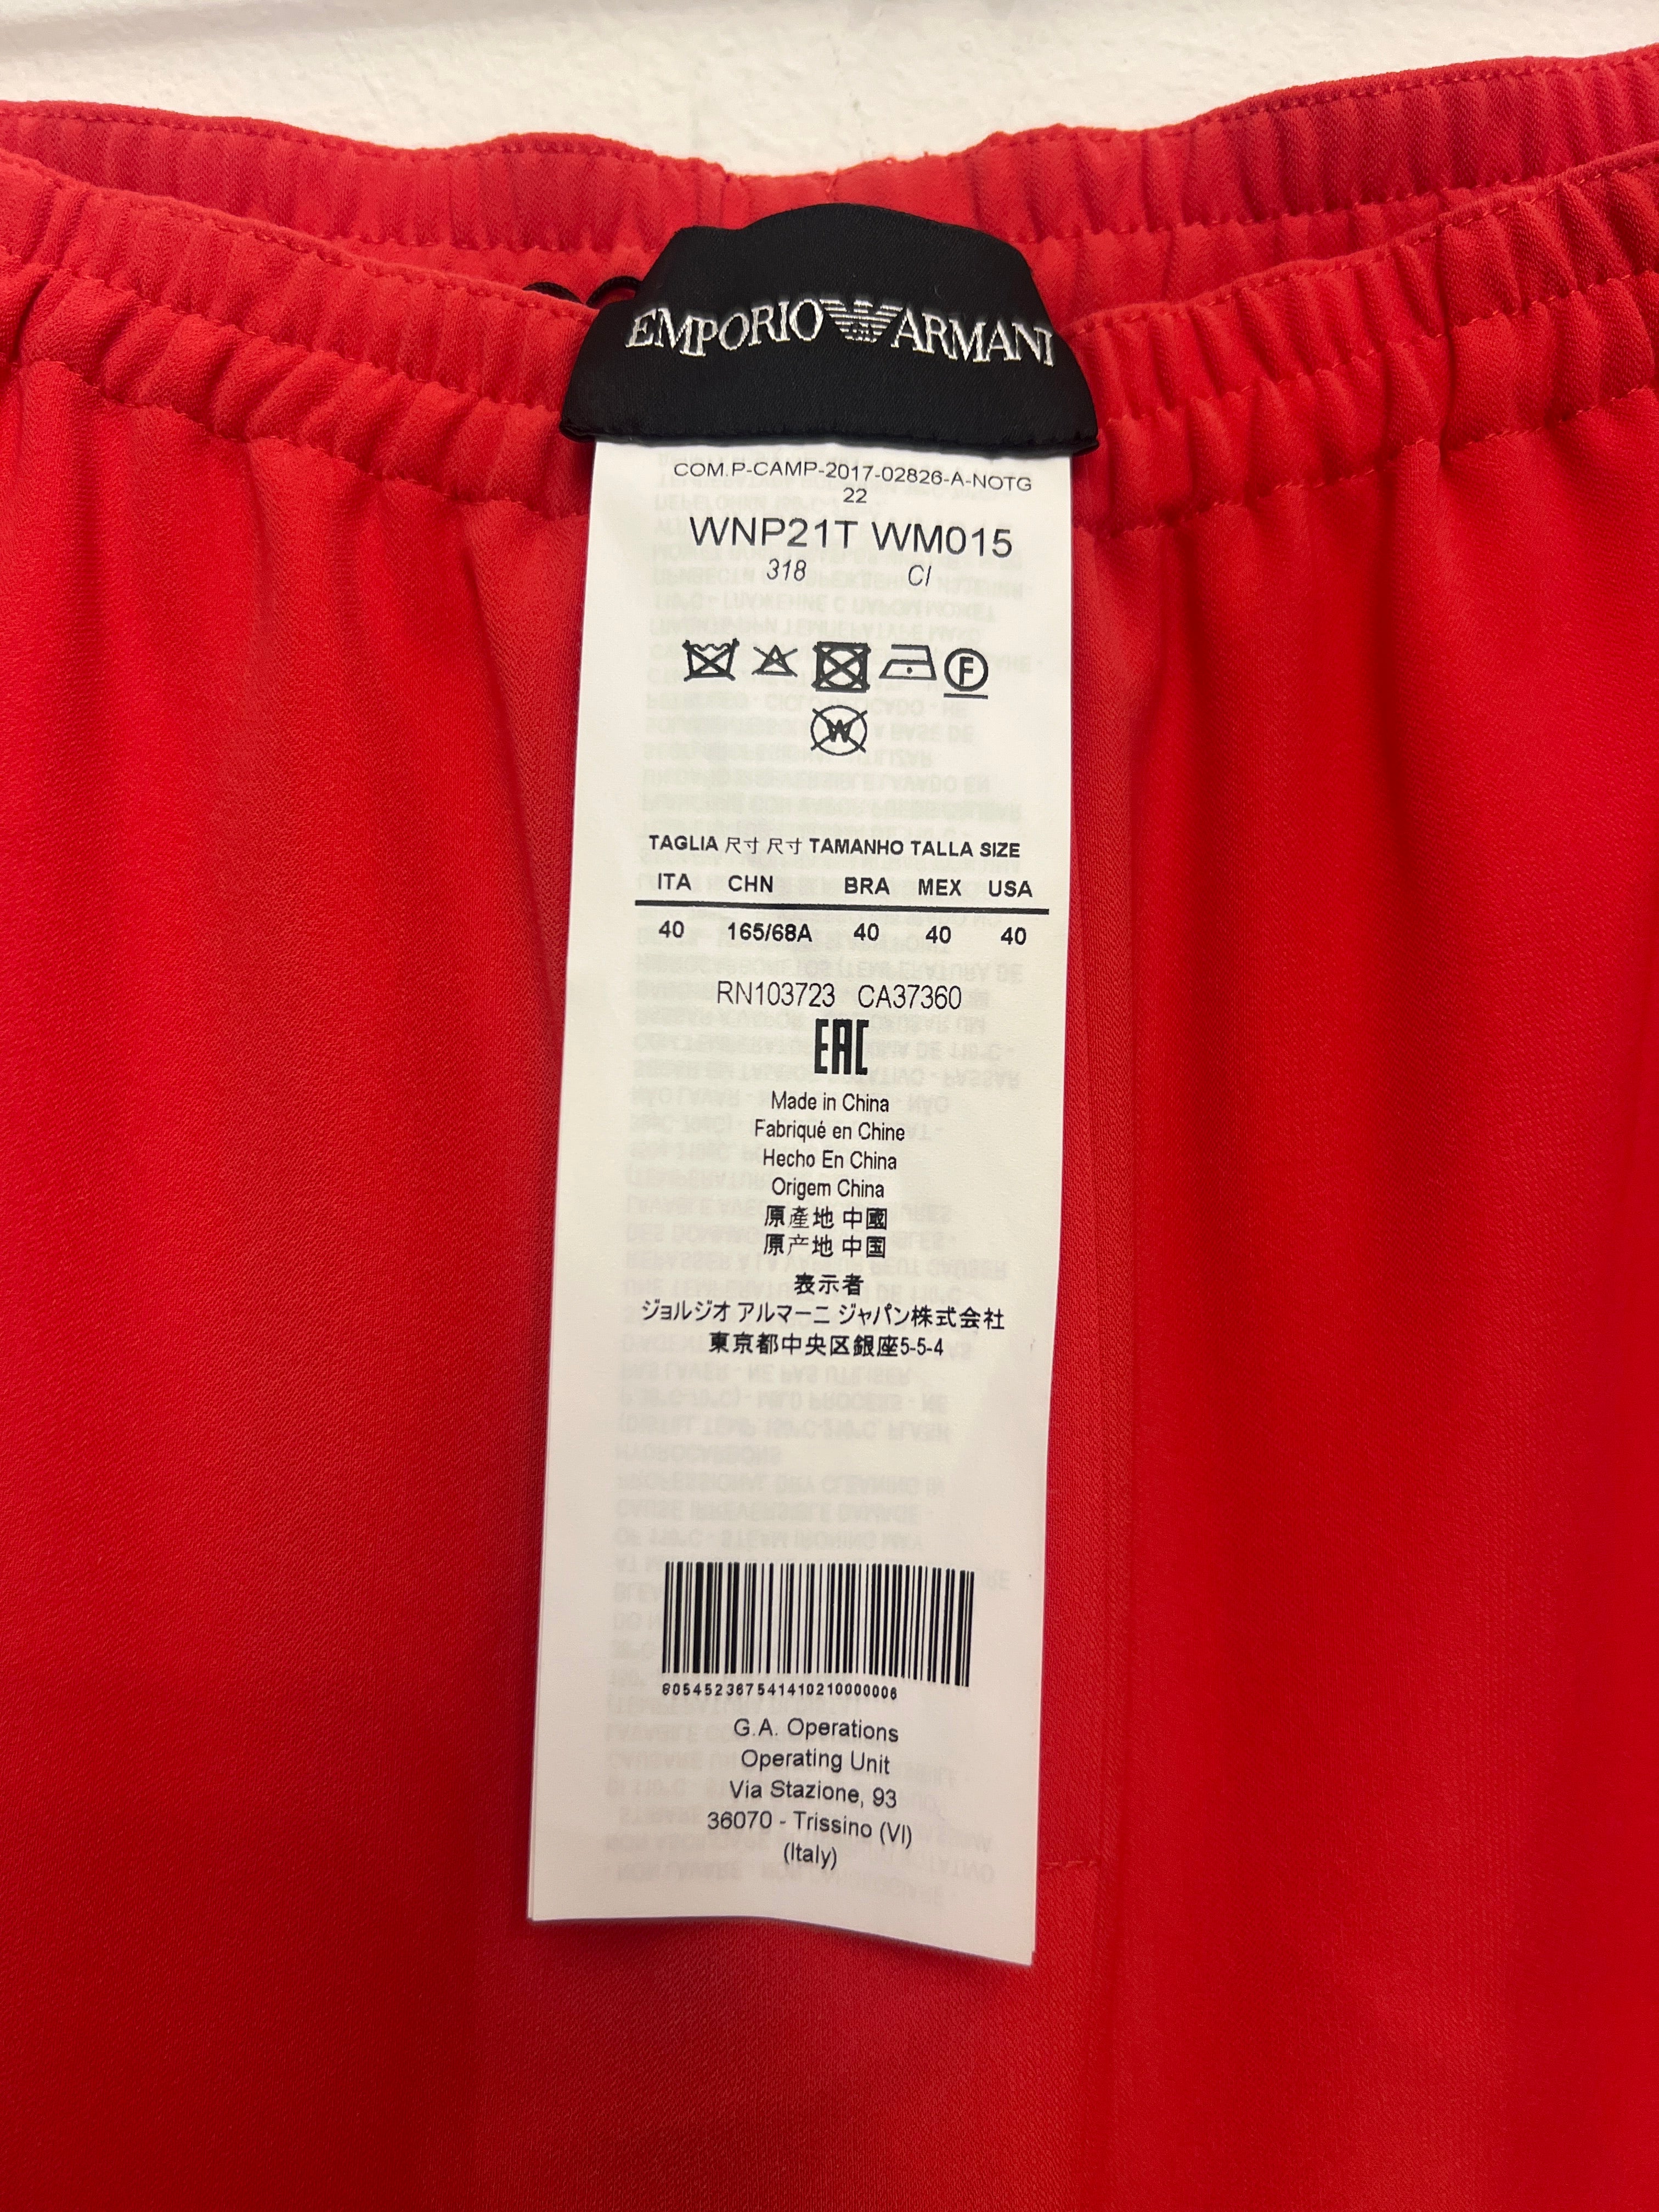 EMPORIO ARMANI
COM.P-CAMP-2017-02826-A-NOTG
22
WNP21T WM015
318 CI
F
W
TAGLIA 尺寸 尺寸 TAMANHO TALLA SIZE
ITA CHN BRA MEX USA
40 165/68A 40 40 40
RN103723 CA37360
EAC
Made in China
Fabriqué en Chine
Hecho En China
Origem China
原產地 中國
原产地 中国
表示者
ジョルジオ アルマーニ ジャパン株式会社
東京都中央区銀座5-5-4
805452367541410210000006
G.A. Operations
Operating Unit
Via Stazione, 93
36070 - Trissino (VI)
(Italy)